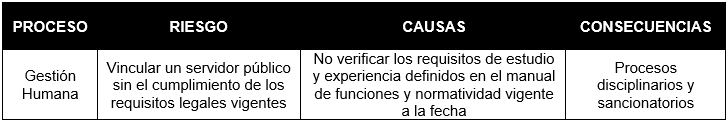 PROCESO RIESGO CAUSAS CONSECUENCIAS
Gestión
Humana
Vincular un servidor público
sin el cumplimiento de los
requisitos legales vigentes
No verificar los requisitos de estudio
y experiencia definidos en el manual
de funciones y normatividad vigente
a la fecha
Procesos
disciplinarios y
sancionatorios